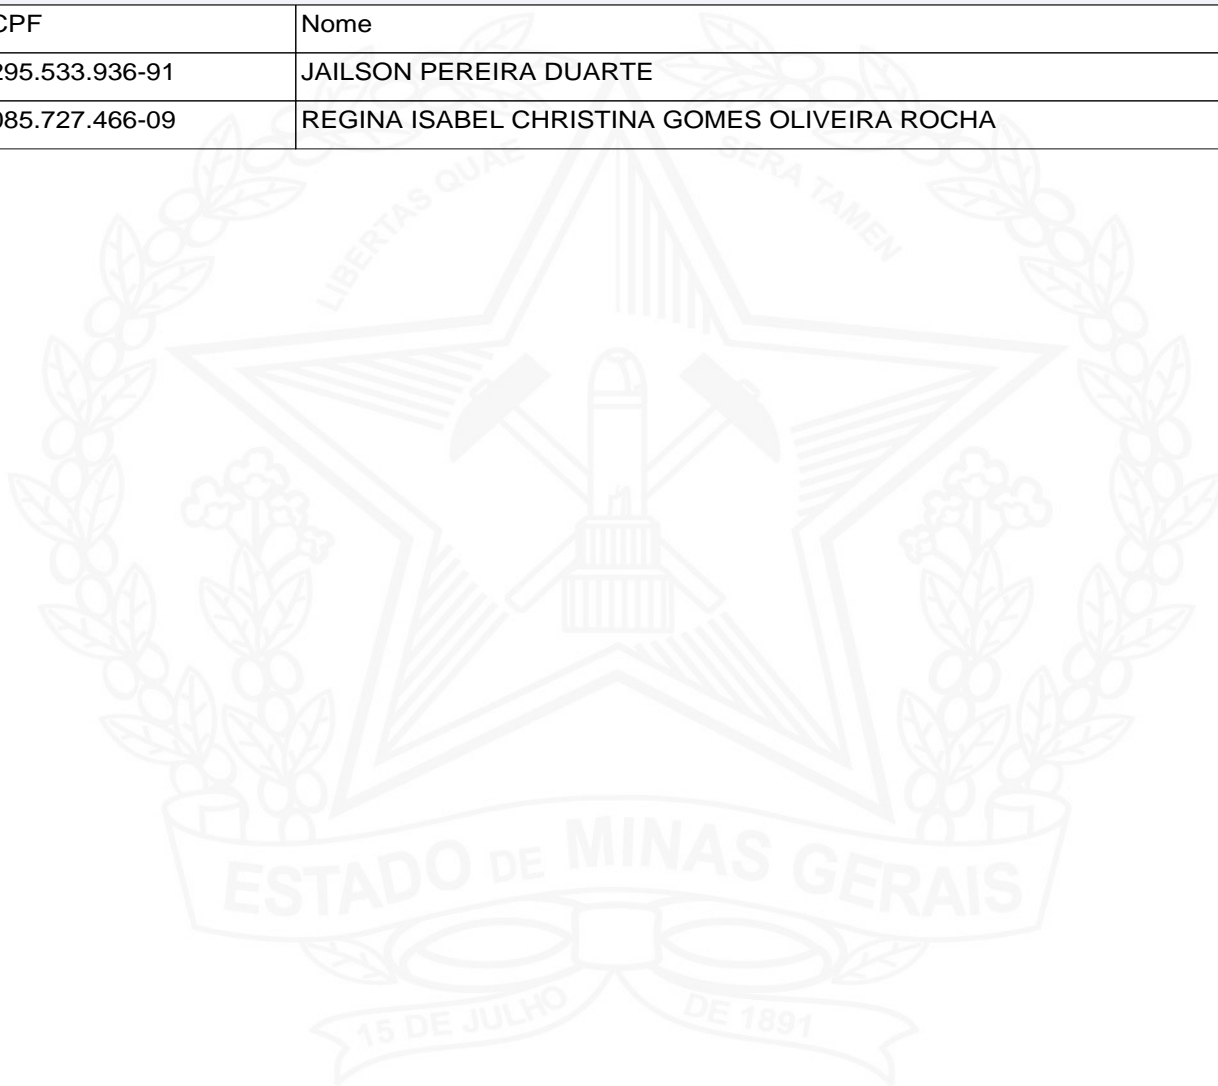 CPF Nome
295.533.936-91 JAILSON PEREIRA DUARTE
085.727.466-09 REGINA ISABEL CHRISTINA GOMES OLIVEIRA ROCHA
LIBERTAS QUAE SERA TAMEN
ESTADO DE MINAS GERAIS
15 DE JULHO DE 1891